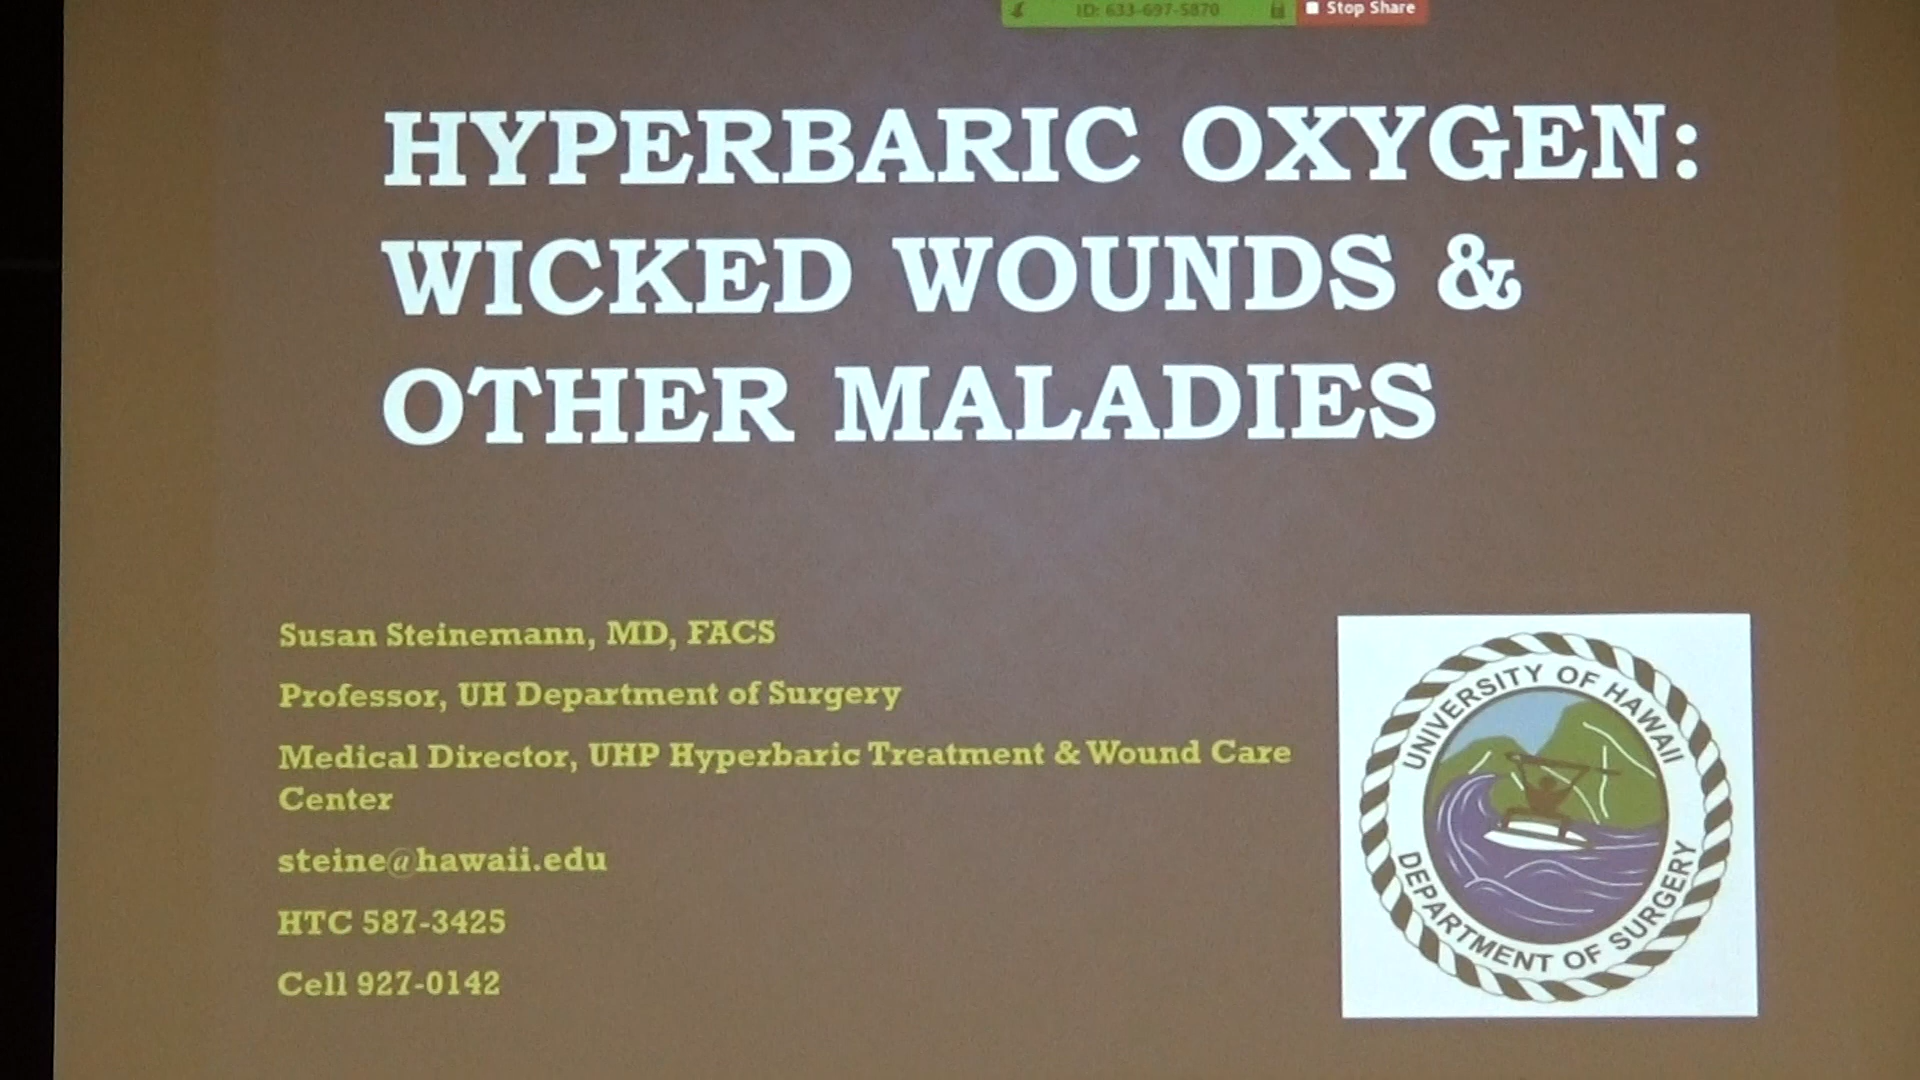 ID: 633-697-5870
Stop Share
HYPERBARIC OXYGEN:
WICKED WOUNDS &
OTHER MALADIES
Susan Steinemann, MD, FACS
Professor, UH Department of Surgery
Medical Director, UHP Hyperbaric Treatment & Wound Care
Center
steine@hawaii.edu
HTC 587-3425
Cell 927-0142
UNIVERSITY OF HAWAII
DEPARTMENT OF SURGERY